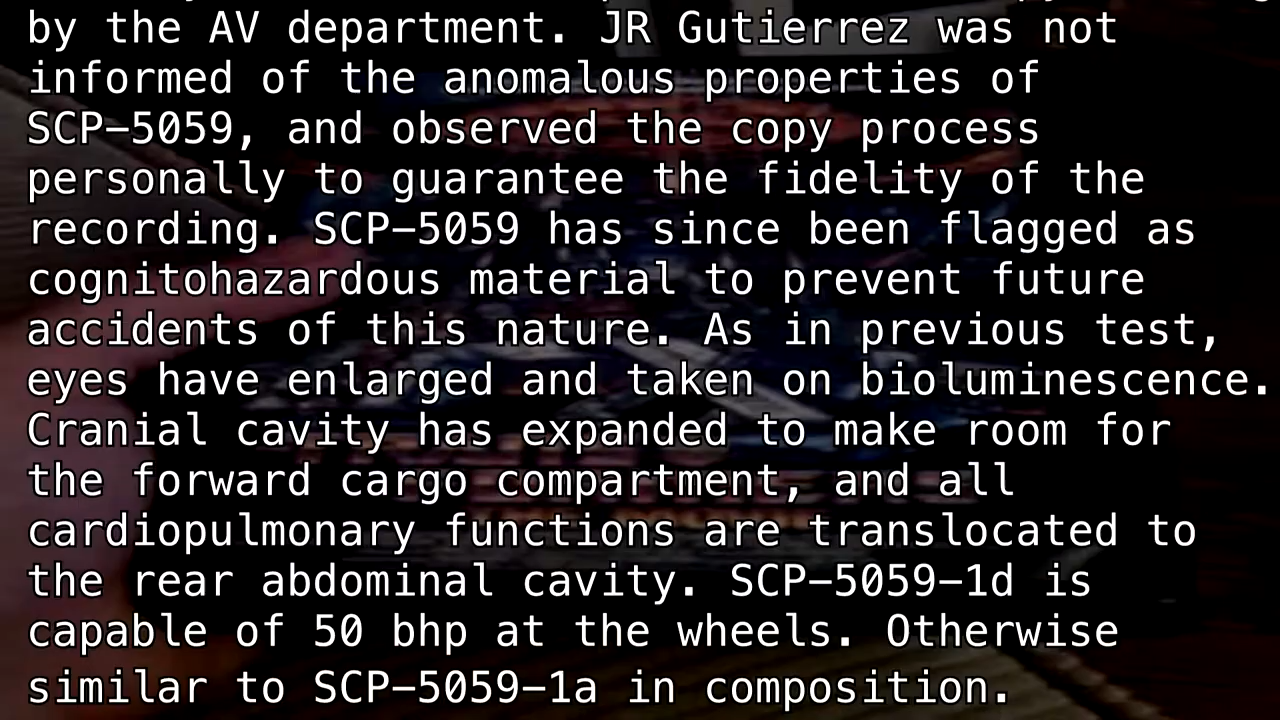 by the AV department. JR Gutierrez was not
informed of the anomalous properties of
SCP-5059, and observed the copy process
personally to guarantee the fidelity of the
recording. SCP-5059 has since been flagged as
cognitohazardous material to prevent future
accidents of this nature. As in previous test,
eyes have enlarged and taken on bioluminescence.
Cranial cavity has expanded to make room for
the forward cargo compartment, and all
cardiopulmonary functions are translocated to
the rear abdominal cavity. SCP-5059-1d is
capable of 50 bhp at the wheels. Otherwise
similar to SCP-5059-1a in composition.